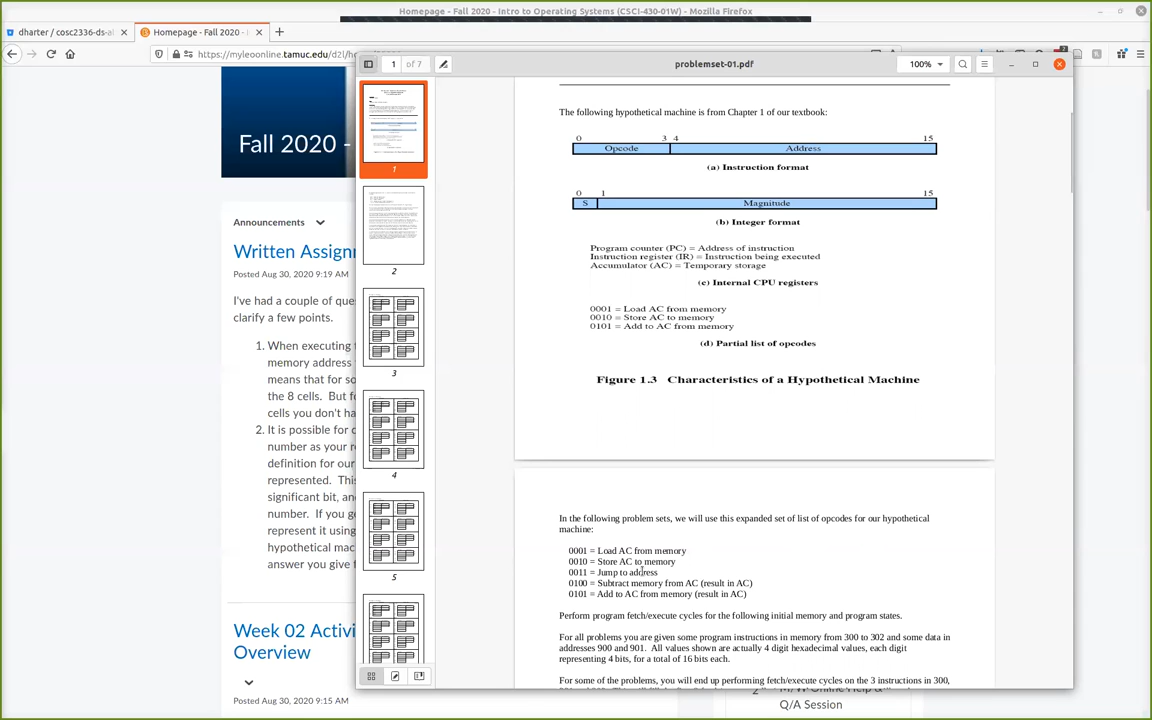 Homepage - Fall 2020 - Intro to Operating Systems (CSCI-430-01W) - Mozilla Firefox
dharter / cosc2336-ds-al
Homepage - Fall 2020 -
https://myleoonline.tamuc.edu/d2l/
Fall 2020 -
Announcements
Written Assignm
Posted Aug 30, 2020 9:19 AM
I've had a couple of que
clarify a few points.
1. When executing
memory address
means that for so
the 8 cells. But f
cells you don't ha
2. It is possible for
number as your r
definition for our
represented. This
significant bit, an
number. If you g
represent it using
hypothetical mac
answer you give
Week 02 Activi
Overview
Posted Aug 30, 2020 9:15 AM
1 of 7
problemset-01.pdf
100%
1
2
3
4
5
The following hypothetical machine is from Chapter 1 of our textbook:
0 3 4 15
Opcode Address
(a) Instruction format
0 1 15
S Magnitude
(b) Integer format
Program counter (PC) = Address of instruction
Instruction register (IR) = Instruction being executed
Accumulator (AC) = Temporary storage
(c) Internal CPU registers
0001 = Load AC from memory
0010 = Store AC to memory
0101 = Add to AC from memory
(d) Partial list of opcodes
Figure 1.3 Characteristics of a Hypothetical Machine
In the following problem sets, we will use this expanded set of list of opcodes for our hypothetical
machine:
0001 = Load AC from memory
0010 = Store AC to memory
0011 = Jump to address
0100 = Subtract memory from AC (result in AC)
0101 = Add to AC from memory (result in AC)
Perform program fetch/execute cycles for the following initial memory and program states.
For all problems you are given some program instructions in memory from 300 to 302 and some data in
addresses 900 and 901. All values shown are actually 4 digit hexadecimal values, each digit
representing 4 bits, for a total of 16 bits each.
For some of the problems, you will end up performing fetch/execute cycles on the 3 instructions in 300,
Q/A Session